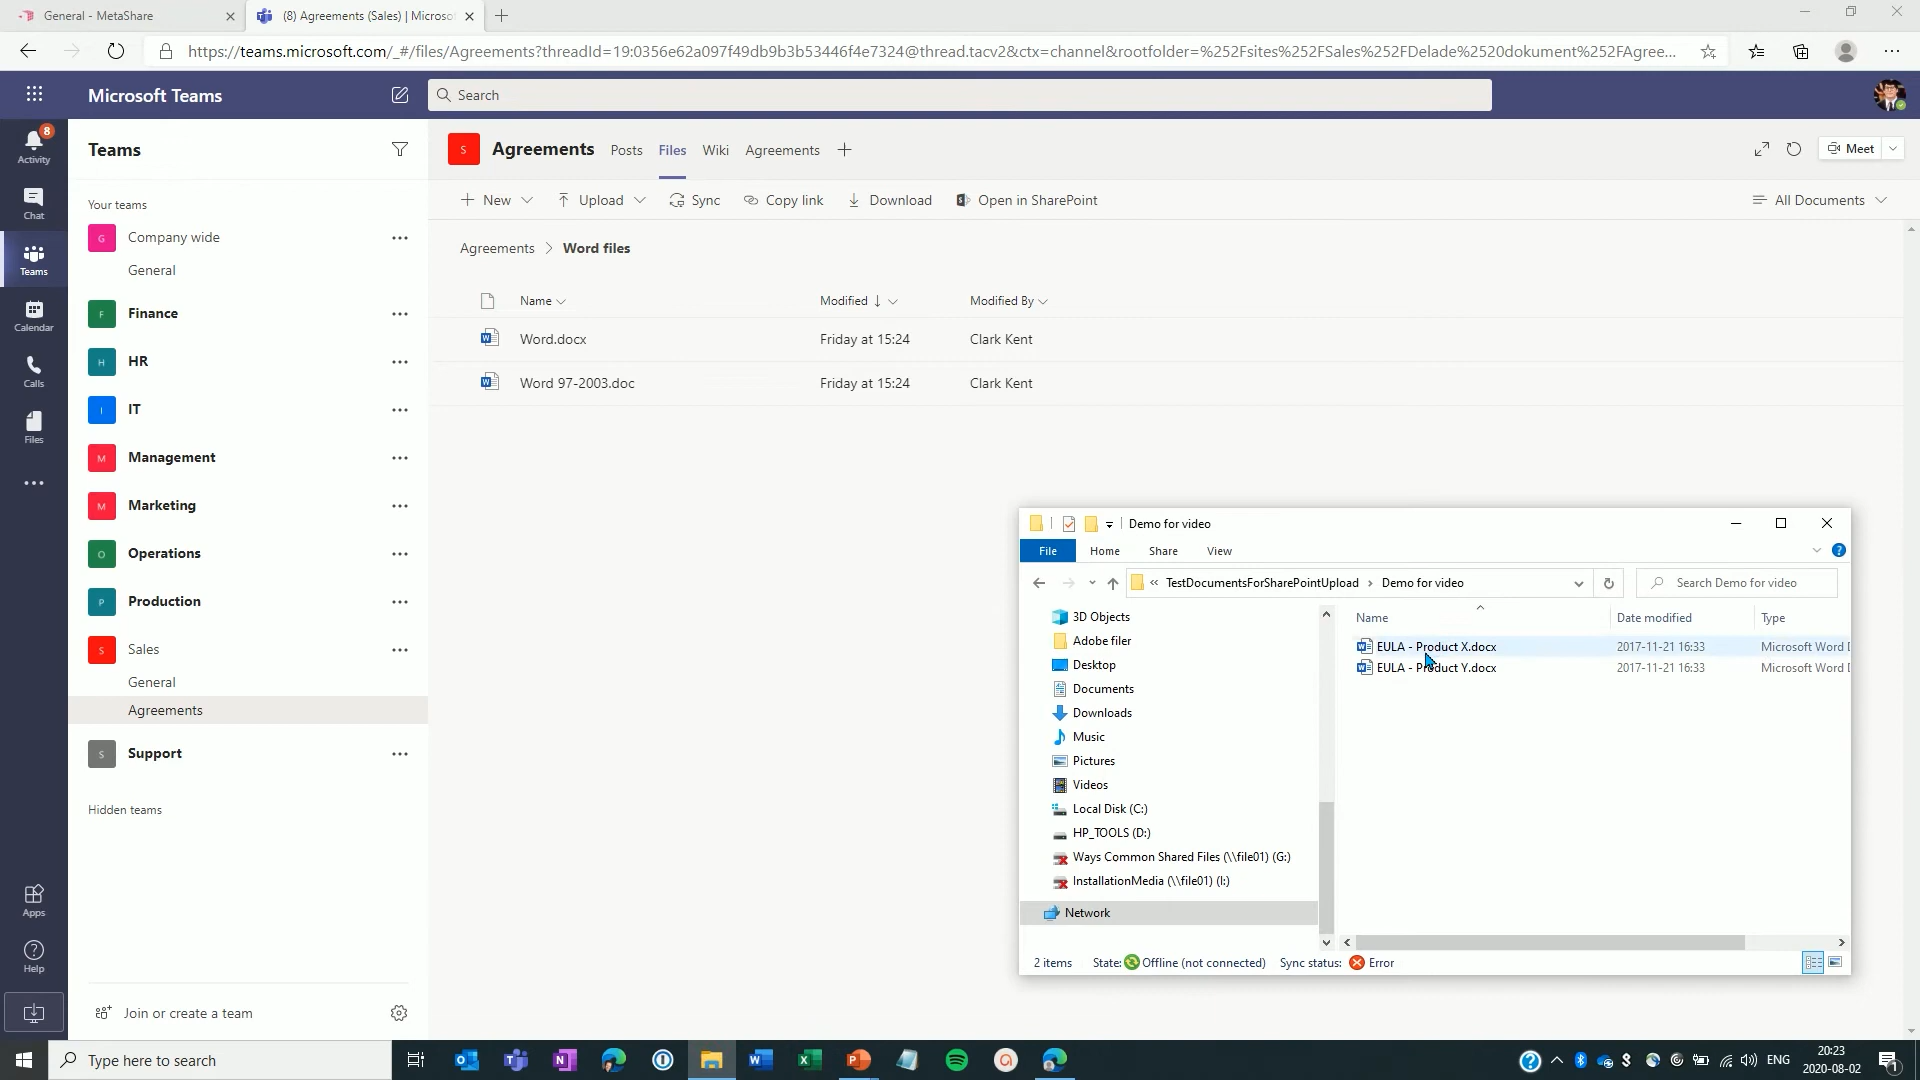 General - MetaShare
(8) Agreements (Sales) | Microso
https://teams.microsoft.com/_#/files/Agreements?threadId=19:0356e62a097f49db9b3b53446f4e7324@thread.tacv2&ctx=channel&rootfolder=%252Fsites%252FSales%252FDelade%2520dokument%252FAgree...
Microsoft Teams
Search
8
Activity
Chat
Teams
Calendar
Calls
Files
Apps
Help
Teams
Your teams
G Company wide
General
F Finance
H HR
I IT
M Management
M Marketing
O Operations
P Production
S Sales
General
Agreements
S Support
Hidden teams
Join or create a team
S Agreements Posts Files Wiki Agreements
Meet
New Upload Sync Copy link Download Open in SharePoint All Documents
Agreements > Word files
Name Modified Modified By
Word.docx Friday at 15:24 Clark Kent
Word 97-2003.doc Friday at 15:24 Clark Kent
Demo for video
File Home Share View
« TestDocumentsForSharePointUpload > Demo for video
Search Demo for video
3D Objects
Adobe filer
Desktop
Documents
Downloads
Music
Pictures
Videos
Local Disk (C:)
HP_TOOLS (D:)
Ways Common Shared Files (\\file01) (G:)
InstallationMedia (\\file01) (I:)
Network
Name Date modified Type
EULA - Product X.docx 2017-11-21 16:33 Microsoft Word D
EULA - Product Y.docx 2017-11-21 16:33 Microsoft Word D
2 items State: Offline (not connected) Sync status: Error
Type here to search
ENG
20:23
2020-08-02
1